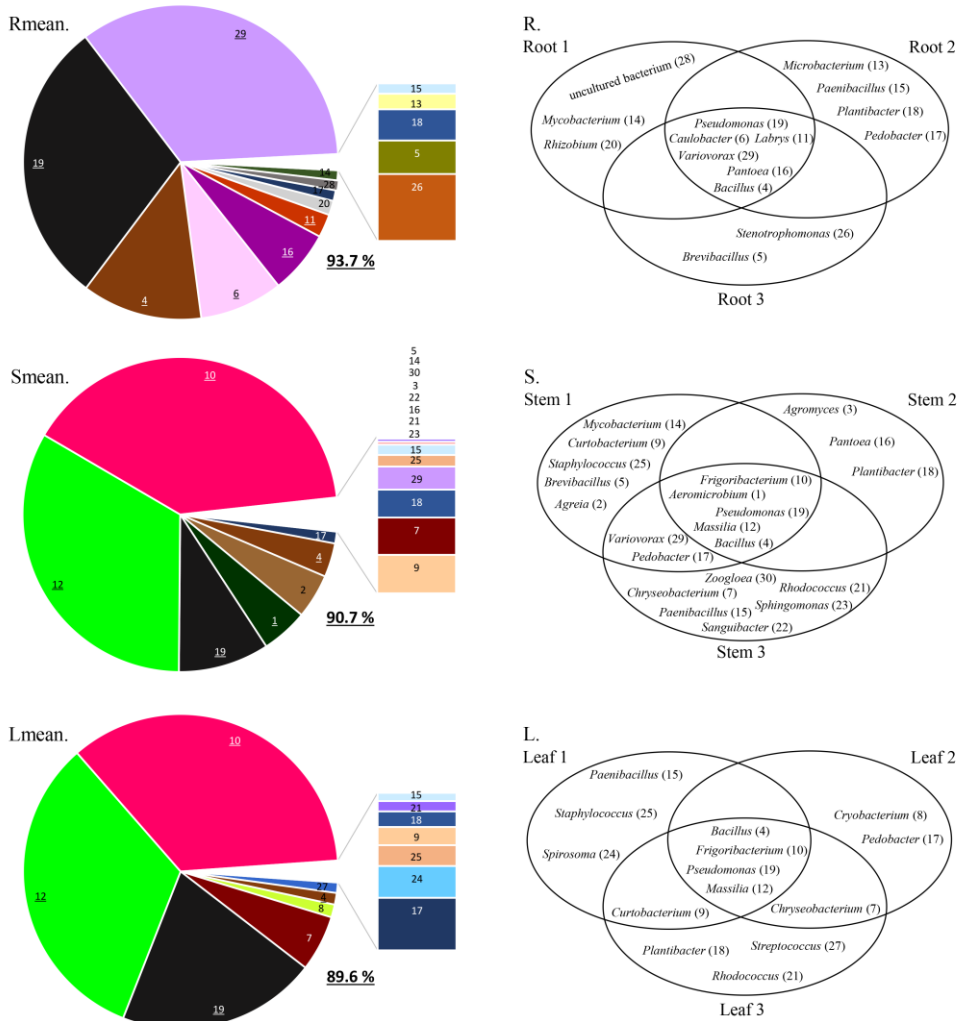 Rmean.
29
19
4
6
16
11
20
17
28
14
93.7 %
15
13
18
5
26
R.
Root 1
Root 2
Root 3
uncultured bacterium (28)
Mycobacterium (14)
Rhizobium (20)
Microbacterium (13)
Paenibacillus (15)
Plantibacter (18)
Pedobacter (17)
Pseudomonas (19)
Caulobacter (6) Labrys (11)
Variovorax (29)
Pantoea (16)
Bacillus (4)
Stenotrophomonas (26)
Brevibacillus (5)
Smean.
10
12
19
1
2
4
17
90.7 %
5
14
30
3
22
16
21
23
15
25
29
18
7
9
S.
Stem 1
Stem 2
Stem 3
Mycobacterium (14)
Curtobacterium (9)
Staphylococcus (25)
Brevibacillus (5)
Agreia (2)
Agromyces (3)
Pantoea (16)
Plantibacter (18)
Frigoribacterium (10)
Aeromicrobium (1)
Pseudomonas (19)
Massilia (12)
Bacillus (4)
Variovorax (29)
Pedobacter (17)
Zoogloea (30)
Rhodococcus (21)
Chryseobacterium (7)
Sphingomonas (23)
Paenibacillus (15)
Sanguibacter (22)
Lmean.
10
12
19
7
8
4
27
89.6 %
15
21
18
9
25
24
17
L.
Leaf 1
Leaf 2
Leaf 3
Paenibacillus (15)
Staphylococcus (25)
Spirosoma (24)
Cryobacterium (8)
Pedobacter (17)
Bacillus (4)
Frigoribacterium (10)
Pseudomonas (19)
Massilia (12)
Curtobacterium (9)
Chryseobacterium (7)
Plantibacter (18)
Streptococcus (27)
Rhodococcus (21)